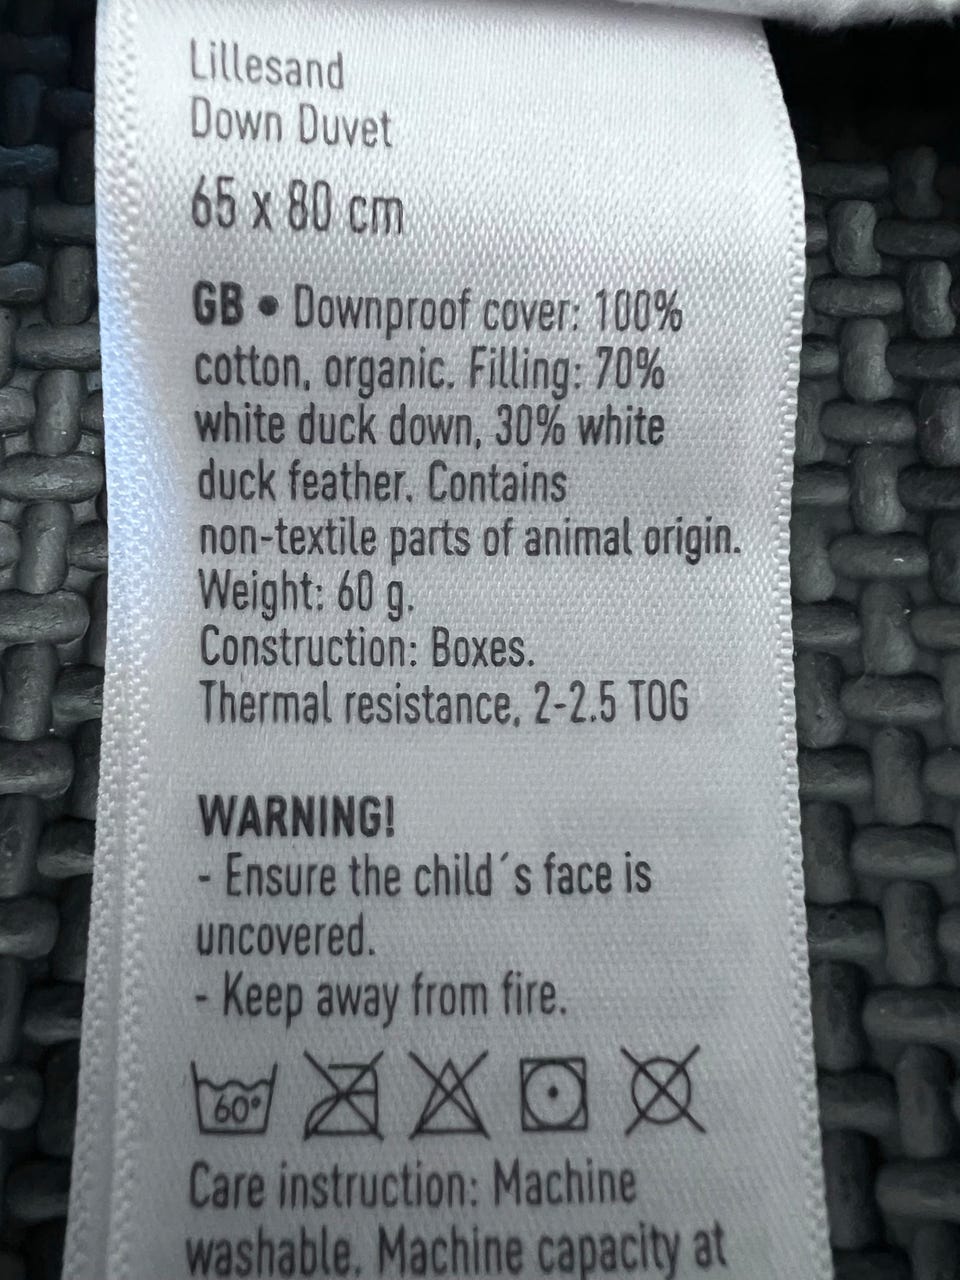 Lillesand
Down Duvet
65 x 80 cm
GB • Downproof cover: 100%
cotton, organic. Filling: 70%
white duck down, 30% white
duck feather. Contains
non-textile parts of animal origin.
Weight: 60 g.
Construction: Boxes.
Thermal resistance, 2-2.5 TOG
WARNING!
- Ensure the child´s face is
uncovered.
- Keep away from fire.
60°
Care instruction: Machine
washable. Machine capacity at